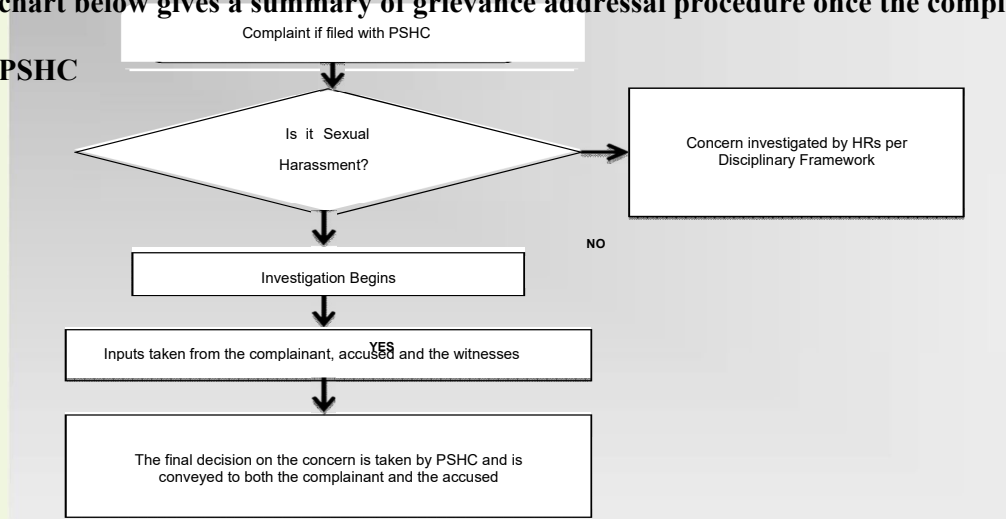 chart below gives a summary of grievance addressal procedure once the compl
Complaint if filed with PSHC
PSHC
Is it Sexual
Harassment?
Concern investigated by HRs per
Disciplinary Framework
NO
Investigation Begins
YES
Inputs taken from the complainant, accused and the witnesses
The final decision on the concern is taken by PSHC and is
conveyed to both the complainant and the accused